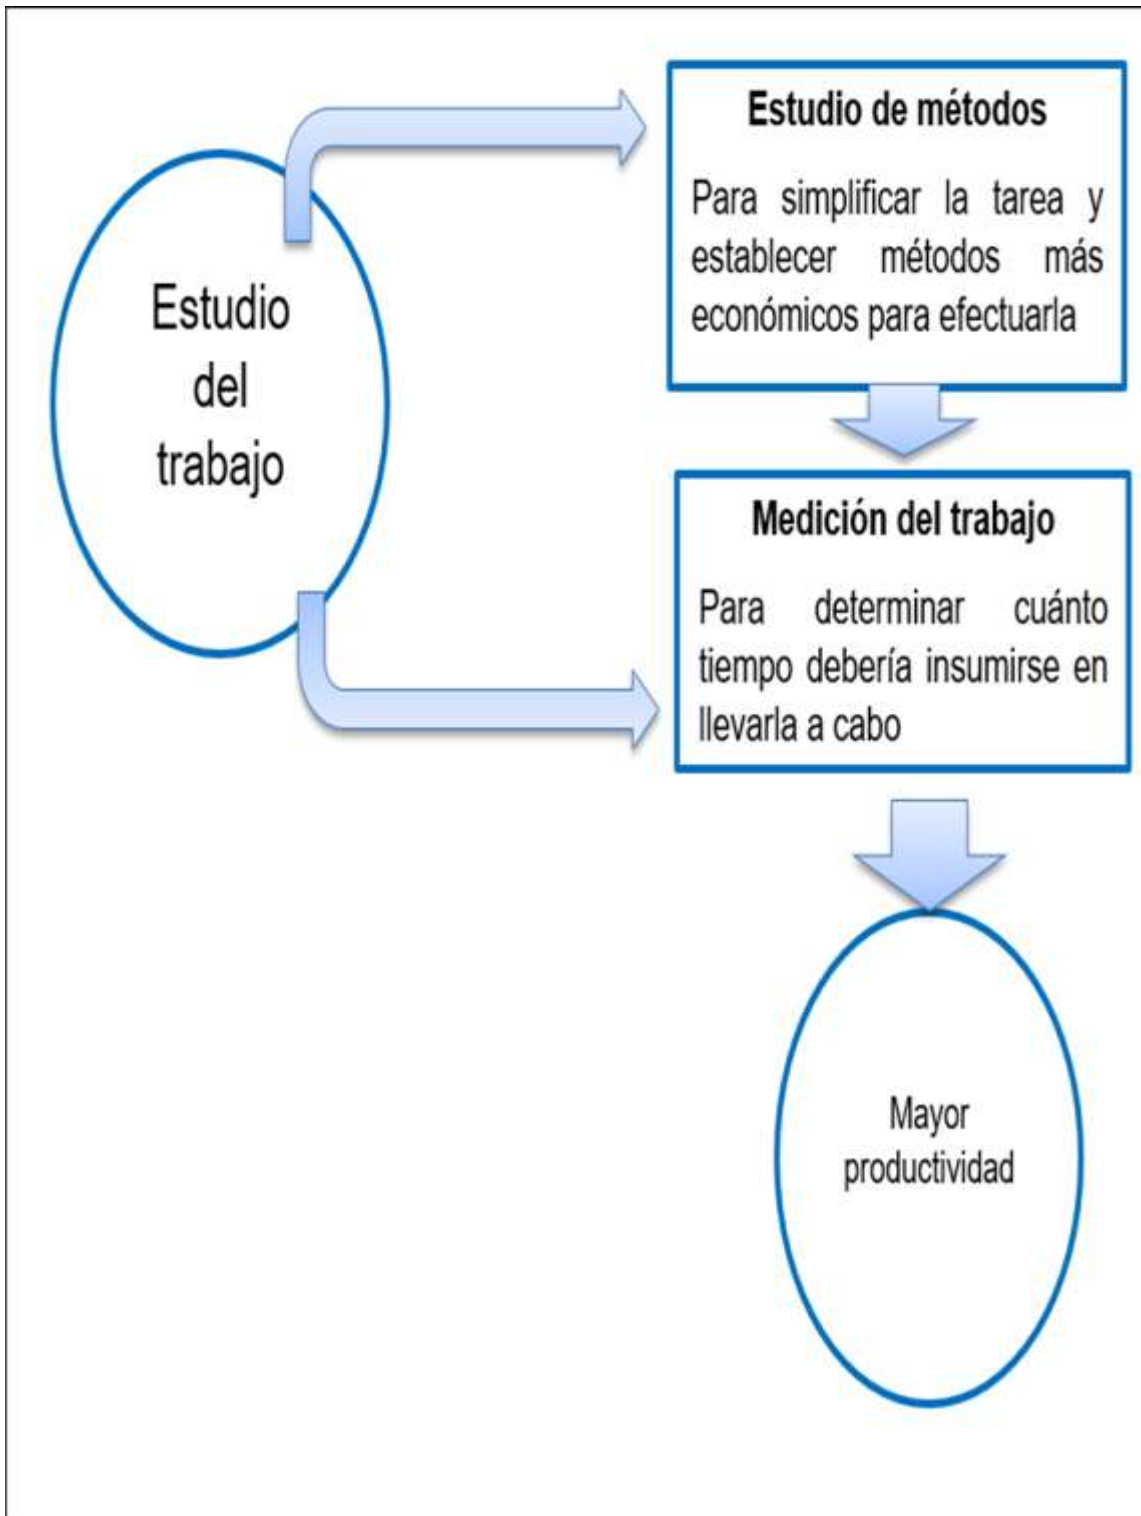 Estudio
del
trabajo
Estudio de métodos
Para simplificar la tarea y
establecer métodos más
económicos para efectuarla
Medición del trabajo
Para determinar cuánto
tiempo debería insumirse en
llevarla a cabo
Mayor
productividad